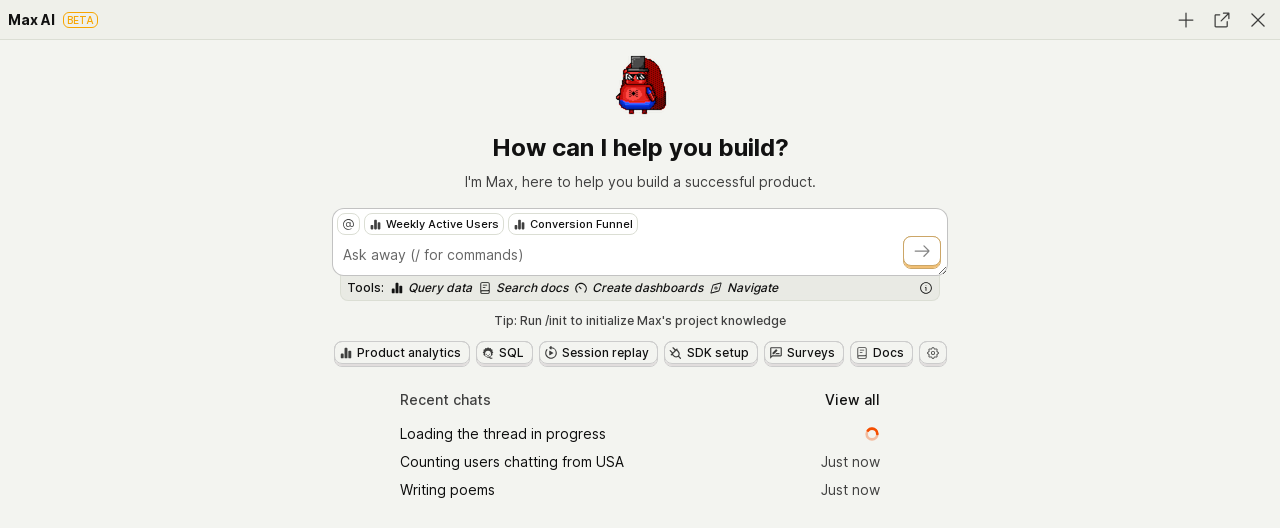 Max AI BETA
How can I help you build?
I'm Max, here to help you build a successful product.
@ Weekly Active Users Conversion Funnel
Ask away (/ for commands)
Tools: Query data Search docs Create dashboards Navigate
Tip: Run /init to initialize Max's project knowledge
Product analytics SQL Session replay SDK setup Surveys Docs
Recent chats View all
Loading the thread in progress
Counting users chatting from USA Just now
Writing poems Just now